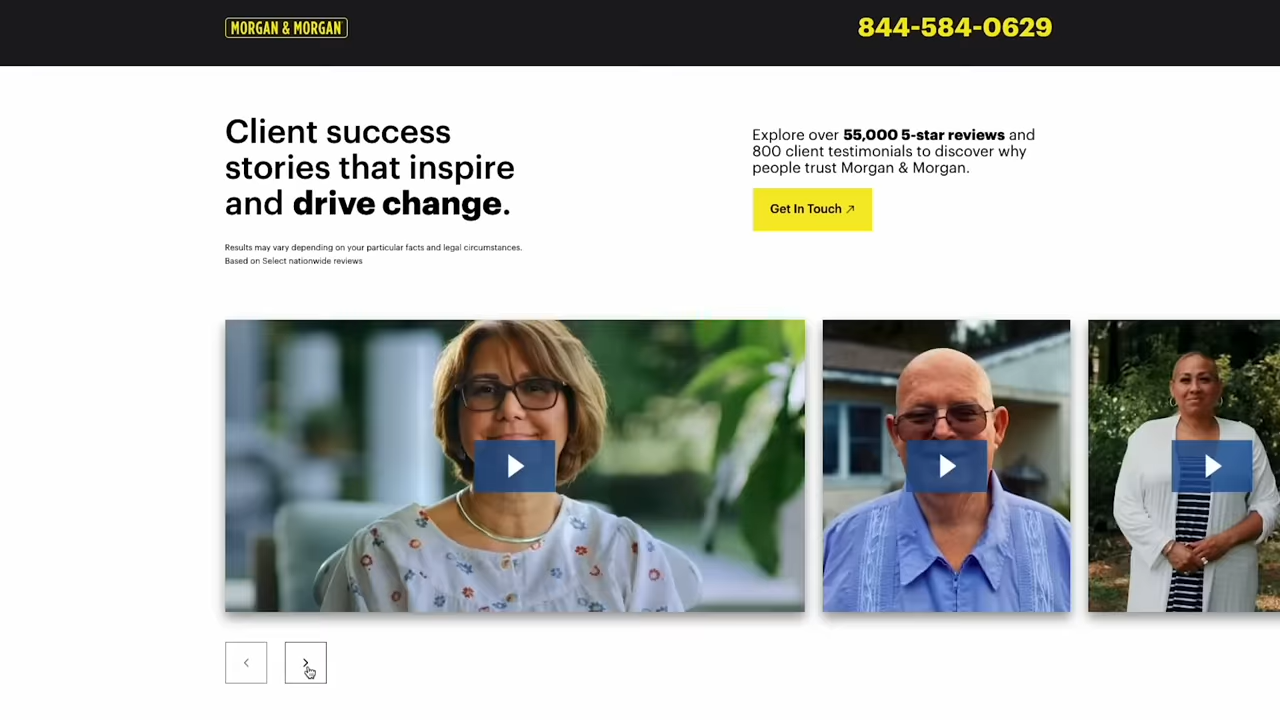 MORGAN & MORGAN
844-584-0629
Client success
stories that inspire
and drive change.
Results may vary depending on your particular facts and legal circumstances.
Based on Select nationwide reviews
Explore over 55,000 5-star reviews and
800 client testimonials to discover why
people trust Morgan & Morgan.
Get In Touch ↗